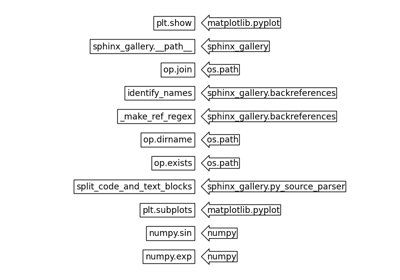 plt.show matplotlib.pyplot
sphinx_gallery.__path__ sphinx_gallery
op.join os.path
identify_names sphinx_gallery.backreferences
_make_ref_regex sphinx_gallery.backreferences
op.dirname os.path
op.exists os.path
split_code_and_text_blocks sphinx_gallery.py_source_parser
plt.subplots matplotlib.pyplot
numpy.sin numpy
numpy.exp numpy